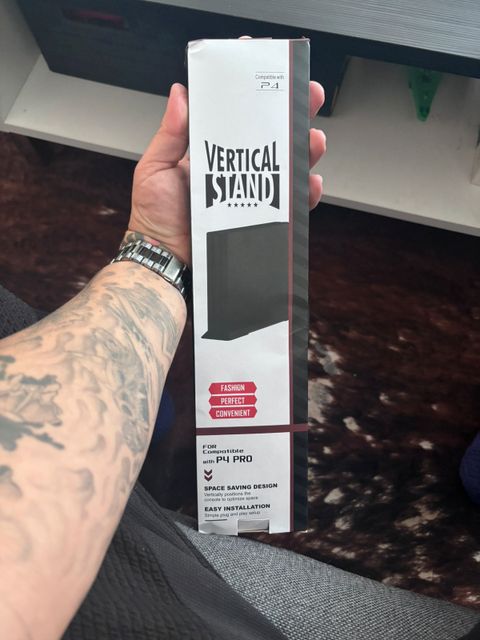 Compatible with
P4
VERTICAL
STAND
FASHION
PERFECT
CONVENIENT
FOR
Compatible
with P4 PRO
SPACE SAVING DESIGN
Vertically positions the
console to optimize space
EASY INSTALLATION
Simple plug and play setup